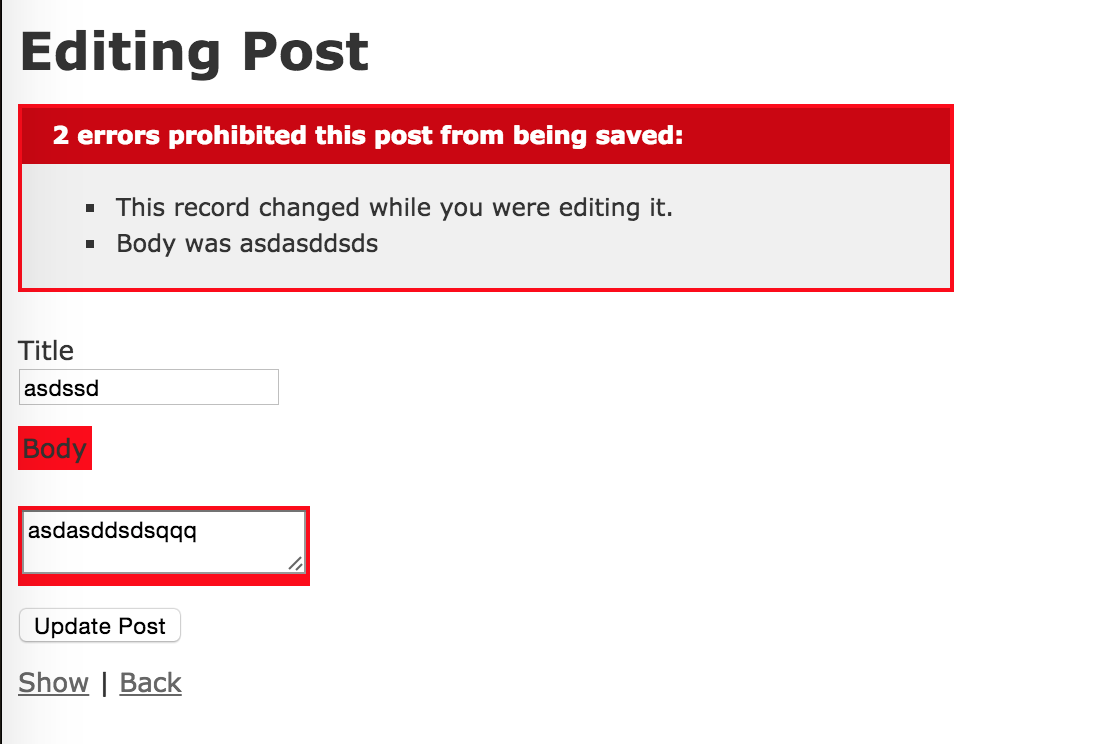 Editing Post
2 errors prohibited this post from being saved:
This record changed while you were editing it.
Body was asdasddsds
Title
asdssd
Body
asdasddsdsqqq
Update Post
Show | Back